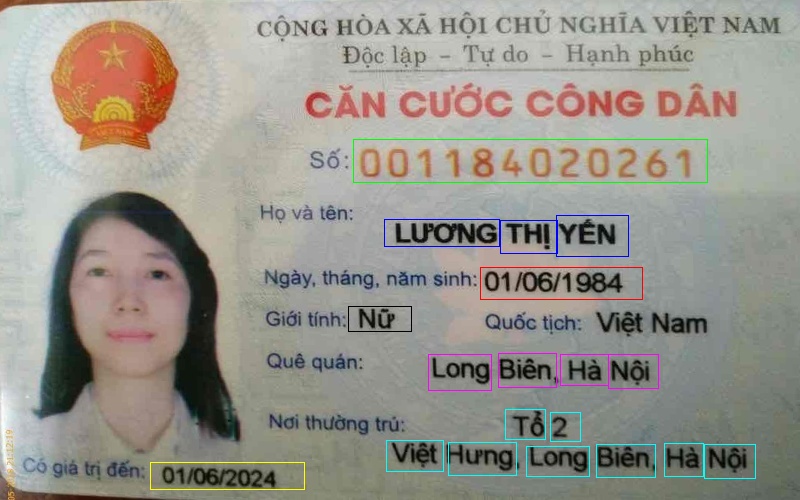 CỘNG HÒA XÃ HỘI CHỦ NGHĨA VIỆT NAM
Độc lập - Tự do - Hạnh phúc
CĂN CƯỚC CÔNG DÂN
Số: 001184020261
Họ và tên:
LƯƠNG THỊ YẾN
Ngày, tháng, năm sinh: 01/06/1984
Giới tính: Nữ Quốc tịch: Việt Nam
Quê quán:
Long Biên, Hà Nội
Nơi thường trú: Tổ 2
Việt Hưng, Long Biên, Hà Nội
Có giá trị đến: 01/06/2024